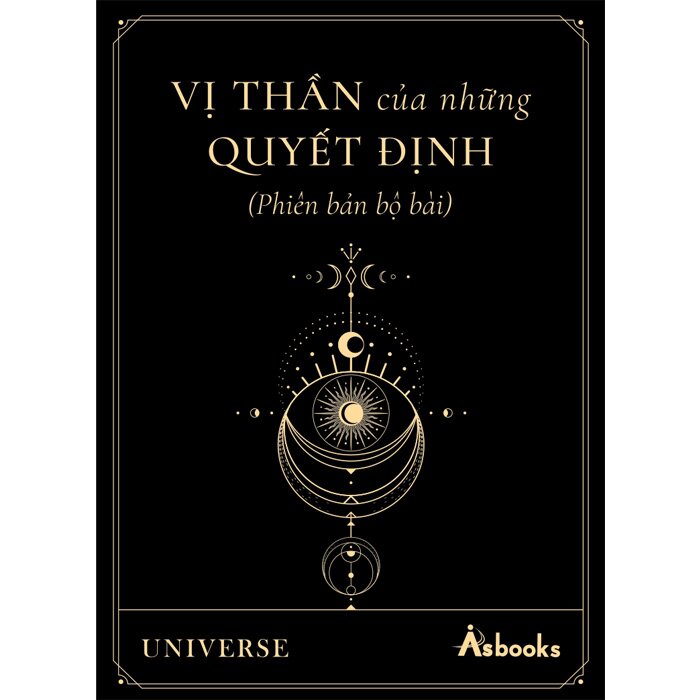 VỊ THẦN của những
QUYẾT ĐỊNH
(Phiên bản bộ bài)
UNIVERSE
Asbooks